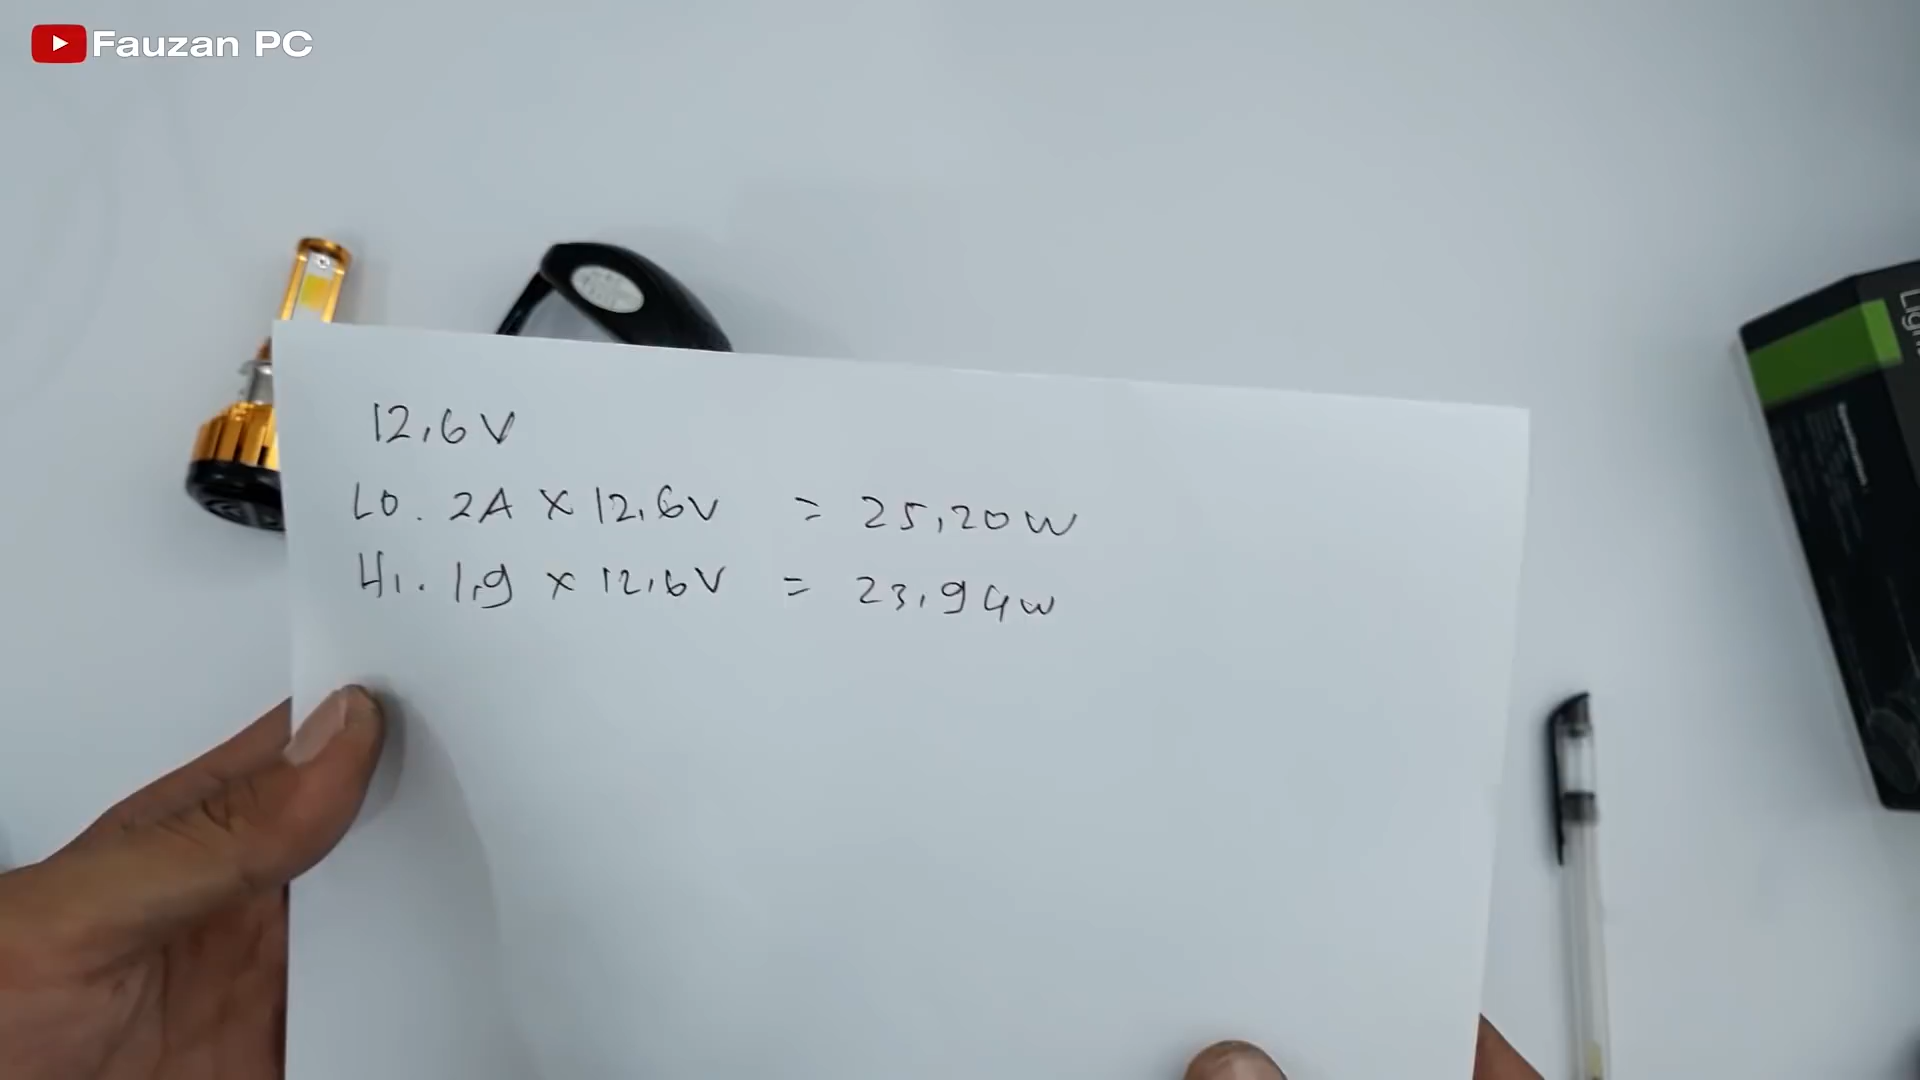 Fauzan PC
12,6V
LO. 2A X 12,6V = 25,20W
Hi. 1,9 x 12,6V = 23,94W